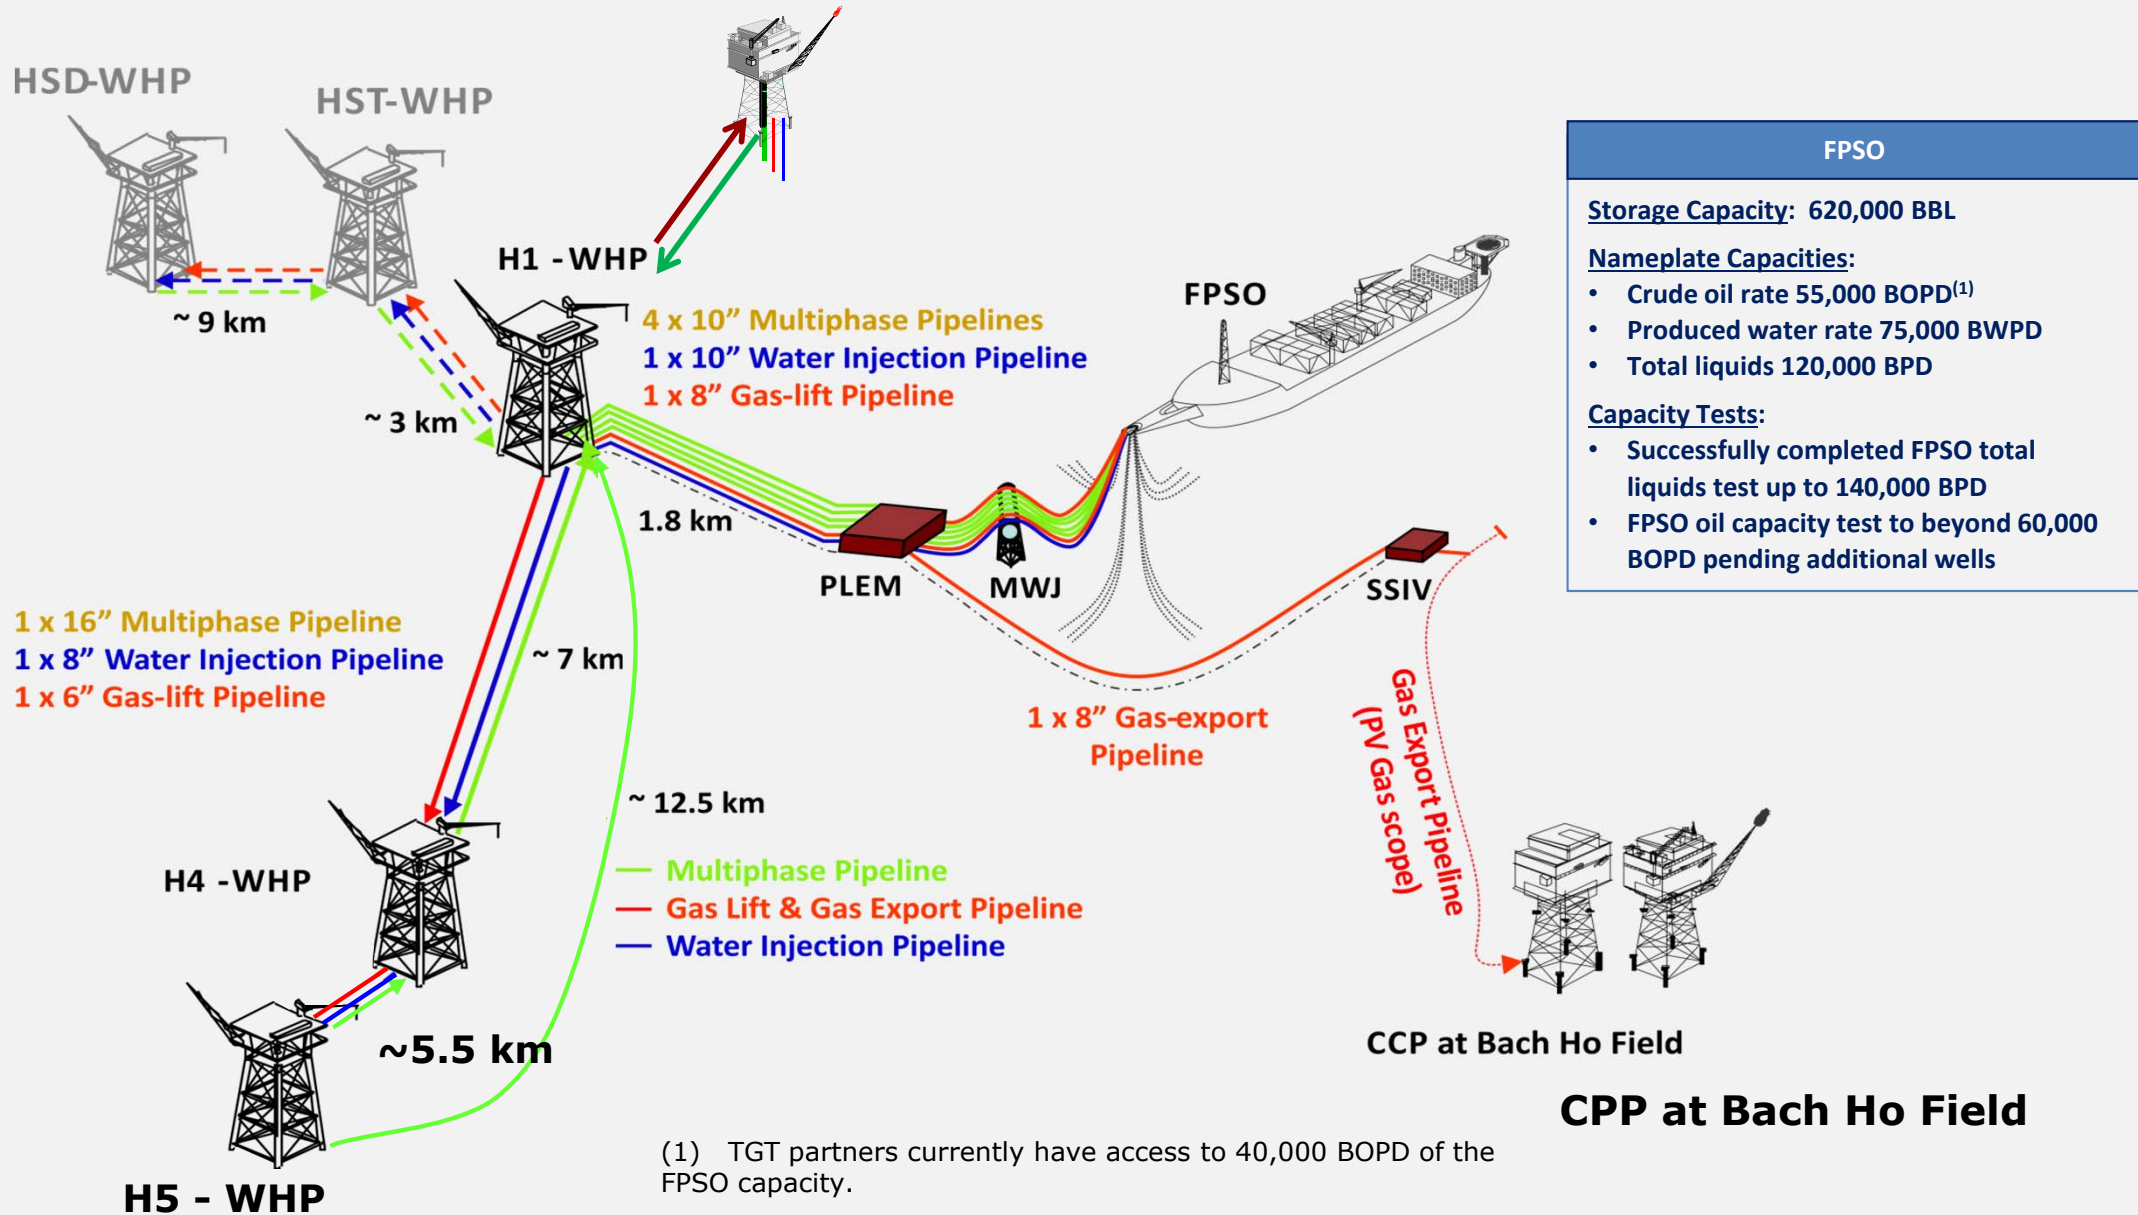 HSD-WHP
HST-WHP
~ 9 km
~ 3 km
H1 - WHP
4 x 10” Multiphase Pipelines
1 x 10” Water Injection Pipeline
1 x 8” Gas-lift Pipeline
FPSO
1.8 km
PLEM
MWJ
SSIV
1 x 16” Multiphase Pipeline
1 x 8” Water Injection Pipeline
1 x 6” Gas-lift Pipeline
~ 7 km
1 x 8” Gas-export
Pipeline
Gas Export Pipeline
(PV Gas scope)
~ 12.5 km
Multiphase Pipeline
Gas Lift & Gas Export Pipeline
Water Injection Pipeline
H4 -WHP
~5.5 km
H5 - WHP
CCP at Bach Ho Field
CPP at Bach Ho Field
(1) TGT partners currently have access to 40,000 BOPD of the
FPSO capacity.
FPSO
Storage Capacity: 620,000 BBL
Nameplate Capacities:
• Crude oil rate 55,000 BOPD(1)
• Produced water rate 75,000 BWPD
• Total liquids 120,000 BPD
Capacity Tests:
• Successfully completed FPSO total
liquids test up to 140,000 BPD
• FPSO oil capacity test to beyond 60,000
BOPD pending additional wells